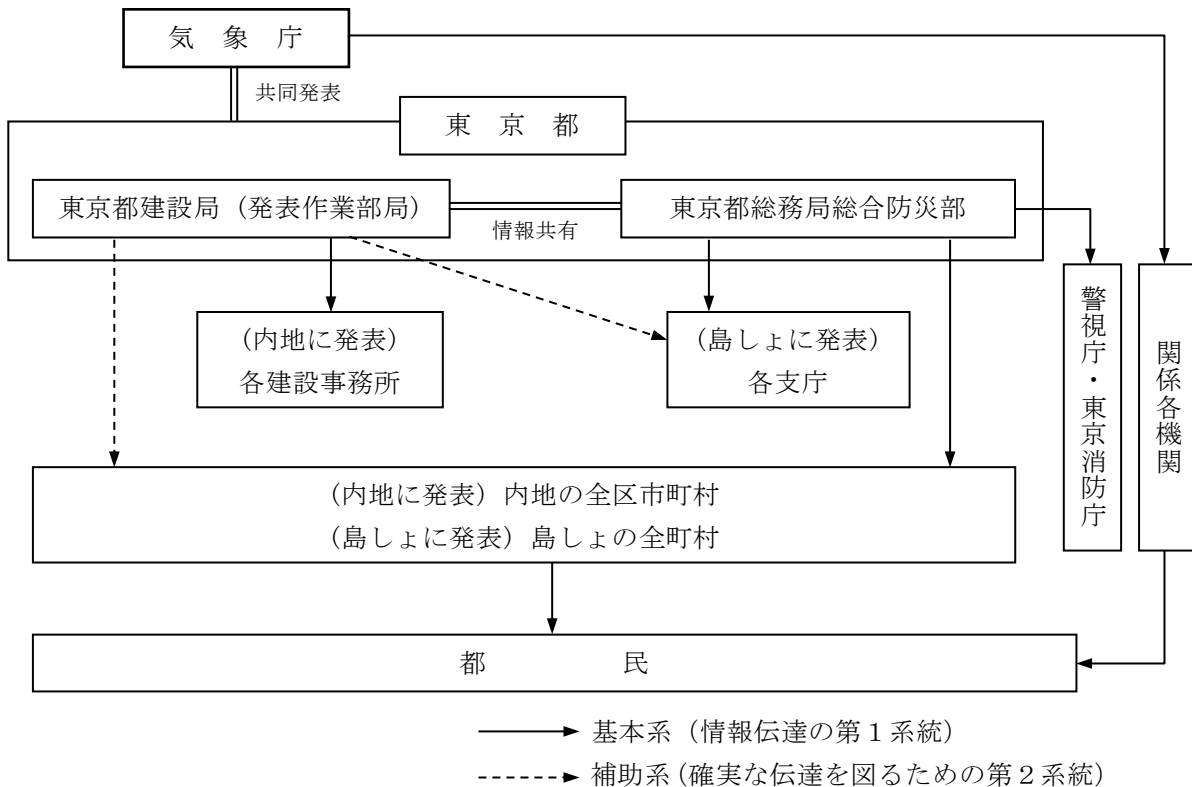 気 象 庁
共同発表
東 京 都
東京都建設局（発表作業部局）
情報共有
東京都総務局総合防災部
（内地に発表）
各建設事務所
（島しょに発表）
各支庁
警視庁・東京消防庁
関係各機関
（内地に発表）内地の全区市町村
（島しょに発表）島しょの全町村
都 民
基本系（情報伝達の第１系統）
補助系（確実な伝達を図るための第２系統）